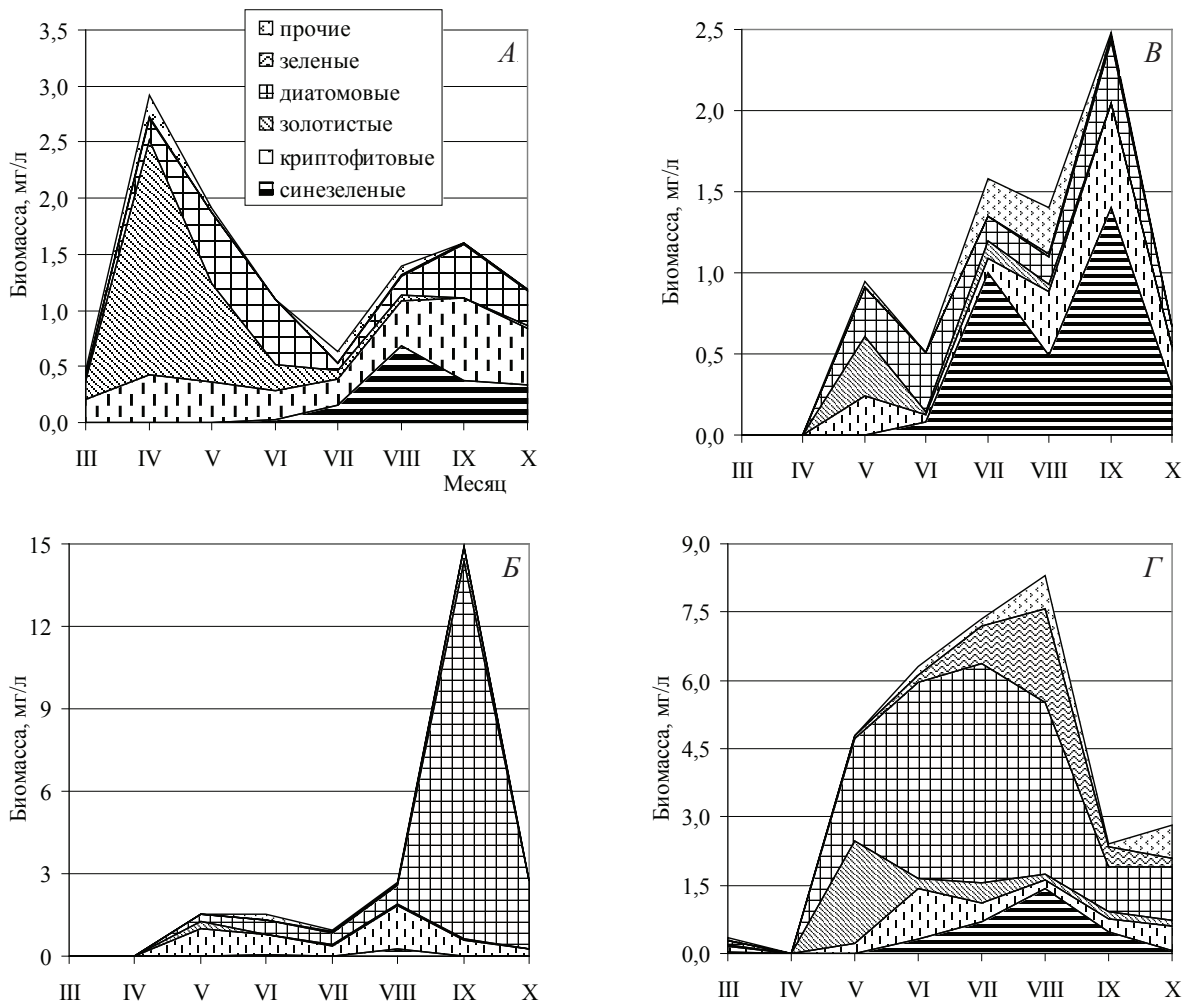 3,5
3,0
2,5
2,0
1,5
1,0
0,5
0,0
Биомасса, мг/л
прочие
зеленые
диатомовые
золотистые
криптофитовые
синезеленые
А
III IV V VI VII VIII IX X
Месяц
2,5
2,0
1,5
1,0
0,5
0,0
Биомасса, мг/л
В
III IV V VI VII VIII IX X
15
12
9
6
3
0
Биомасса, мг/л
Б
III IV V VI VII VIII IX X
9,0
7,5
6,0
4,5
3,0
1,5
0,0
Биомасса, мг/л
Г
III IV V VI VII VIII IX X